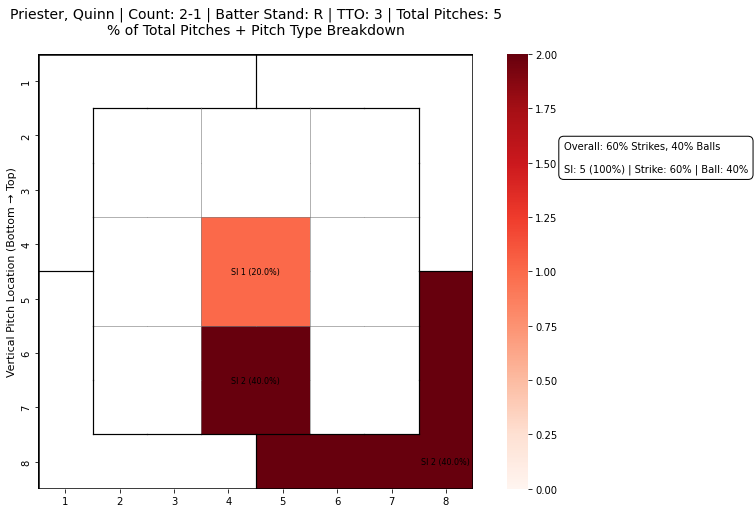 Priester, Quinn | Count: 2-1 | Batter Stand: R | TTO: 3 | Total Pitches: 5
% of Total Pitches + Pitch Type Breakdown
Vertical Pitch Location (Bottom → Top)
1
2
3
4
5
6
7
8
SI 1 (20.0%)
SI 2 (40.0%)
SI 2 (40.0%)
1 2 3 4 5 6 7 8
2.00
1.75
1.50
1.25
1.00
0.75
0.50
0.25
0.00
Overall: 60% Strikes, 40% Balls
SI: 5 (100%) | Strike: 60% | Ball: 40%